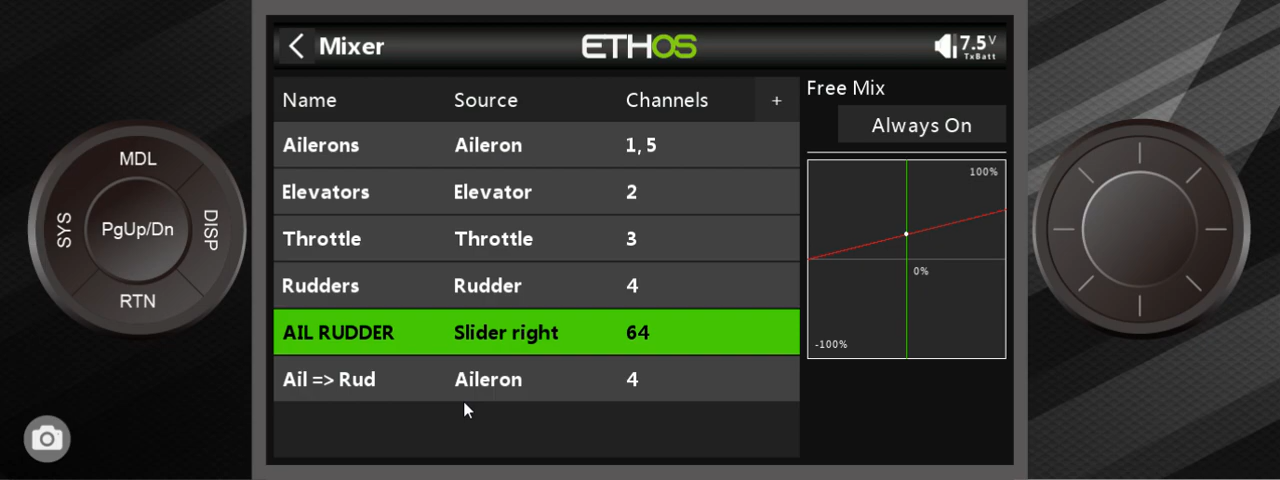 Mixer
ETHOS
7.5V
TxBatt
MDL
SYS
PgUp/Dn
DISP
RTN
Name Source Channels +
Ailerons Aileron 1, 5
Elevators Elevator 2
Throttle Throttle 3
Rudders Rudder 4
AIL RUDDER Slider right 64
Ail => Rud Aileron 4
Free Mix
Always On
100%
0%
-100%